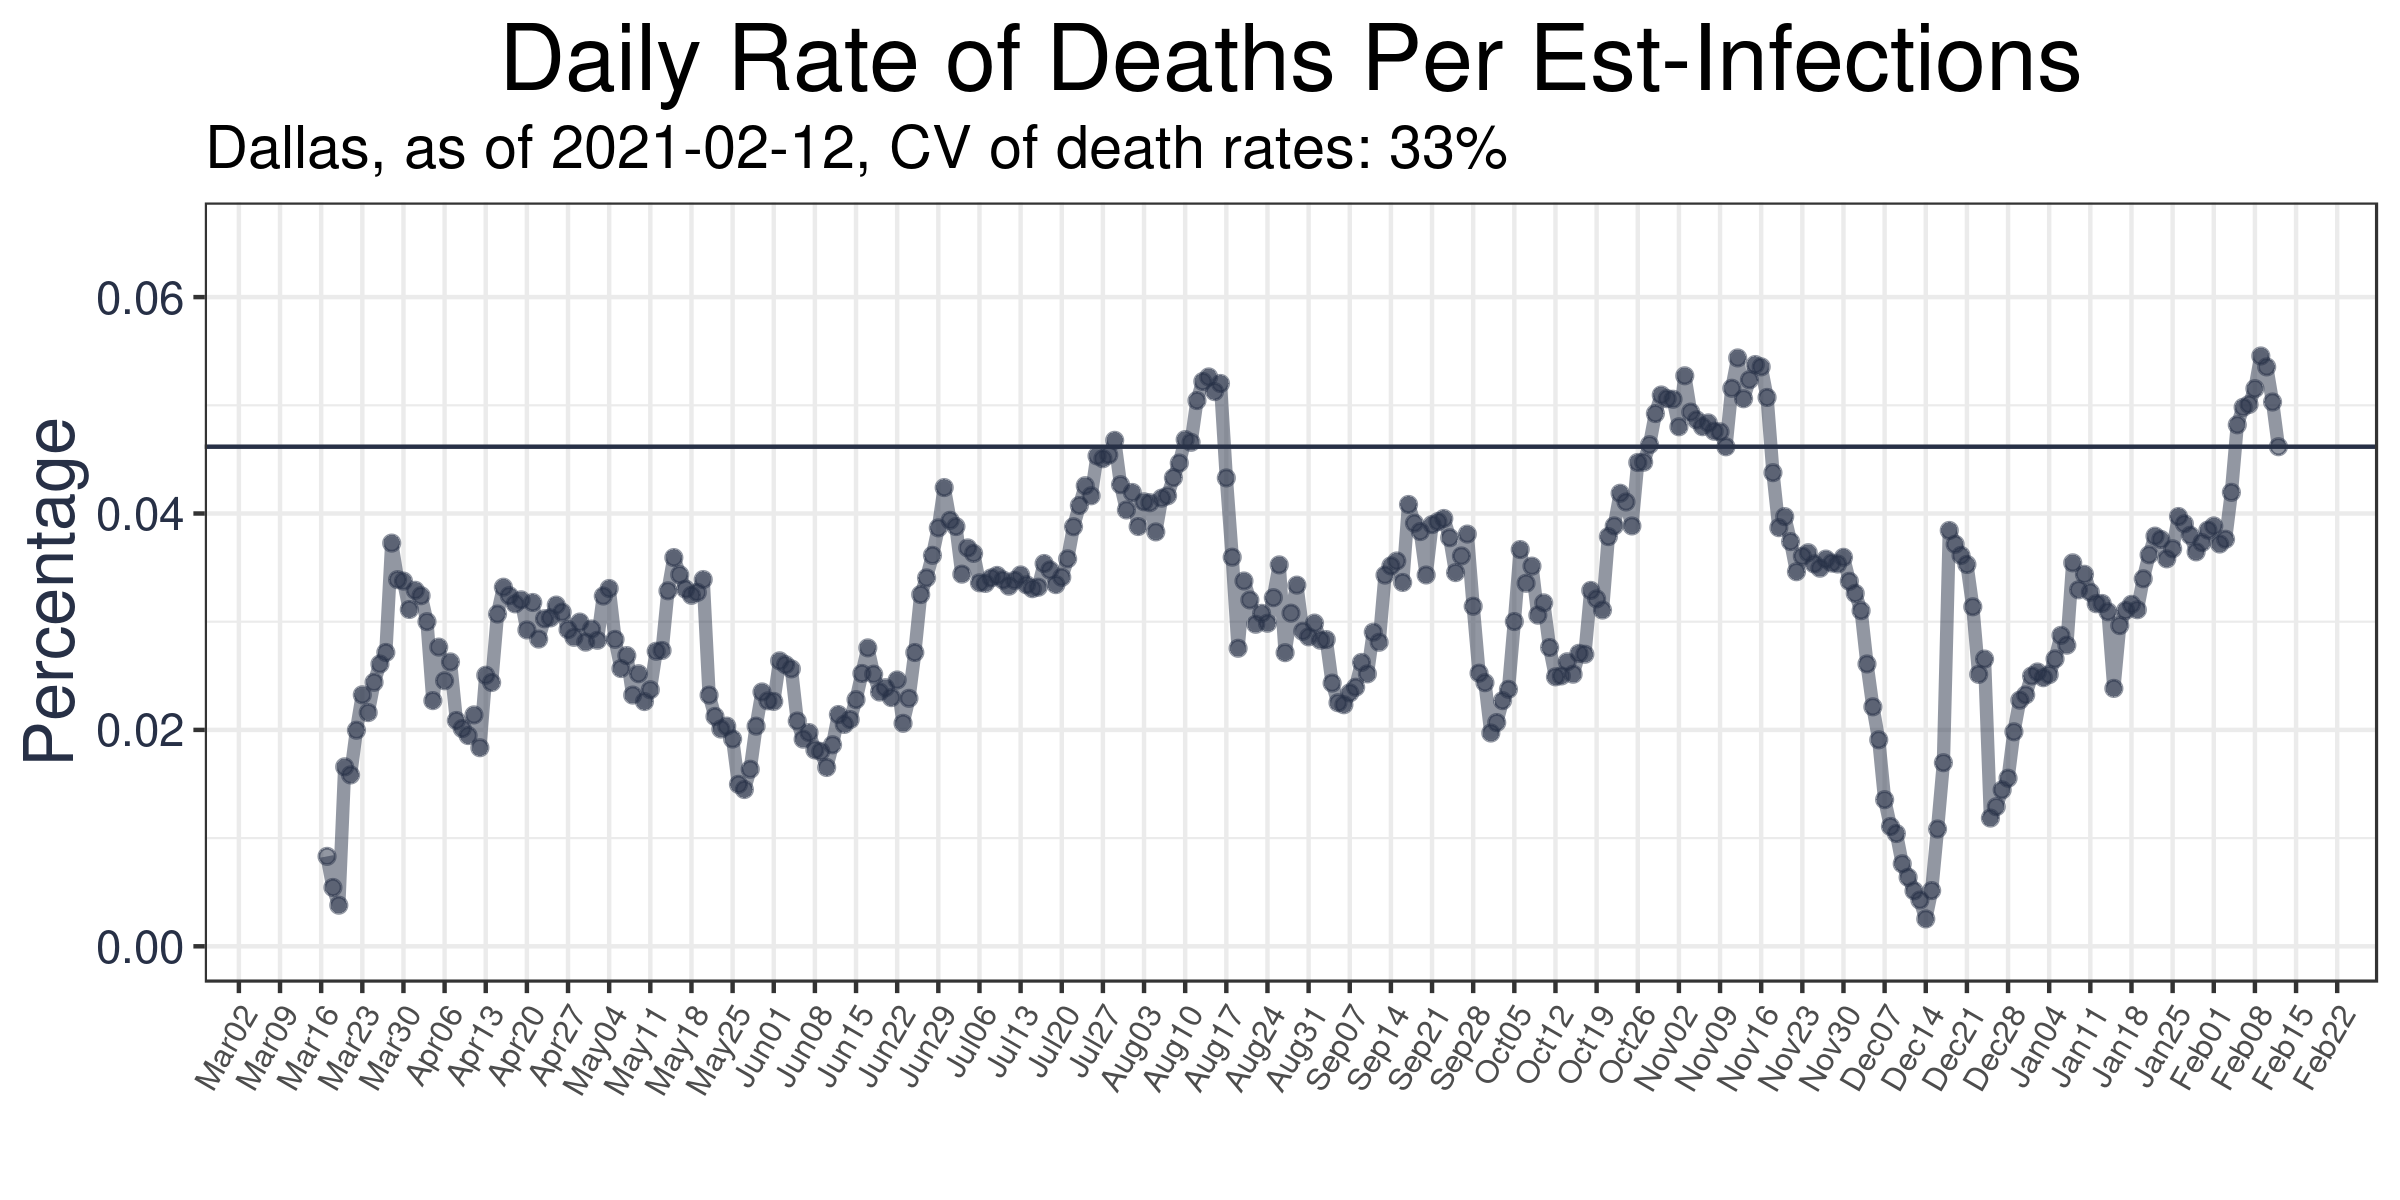 Daily Rate of Deaths Per Est-Infections
Dallas, as of 2021-02-12, CV of death rates: 33%
Percentage
0.06
0.04
0.02
0.00
Mar02
Mar09
Mar16
Mar23
Mar30
Apr06
Apr13
Apr20
Apr27
May04
May11
May18
May25
Jun01
Jun08
Jun15
Jun22
Jun29
Jul06
Jul13
Jul20
Jul27
Aug03
Aug10
Aug17
Aug24
Aug31
Sep07
Sep14
Sep21
Sep28
Oct05
Oct12
Oct19
Oct26
Nov02
Nov09
Nov16
Nov23
Nov30
Dec07
Dec14
Dec21
Dec28
Jan04
Jan11
Jan18
Jan25
Feb01
Feb08
Feb15
Feb22